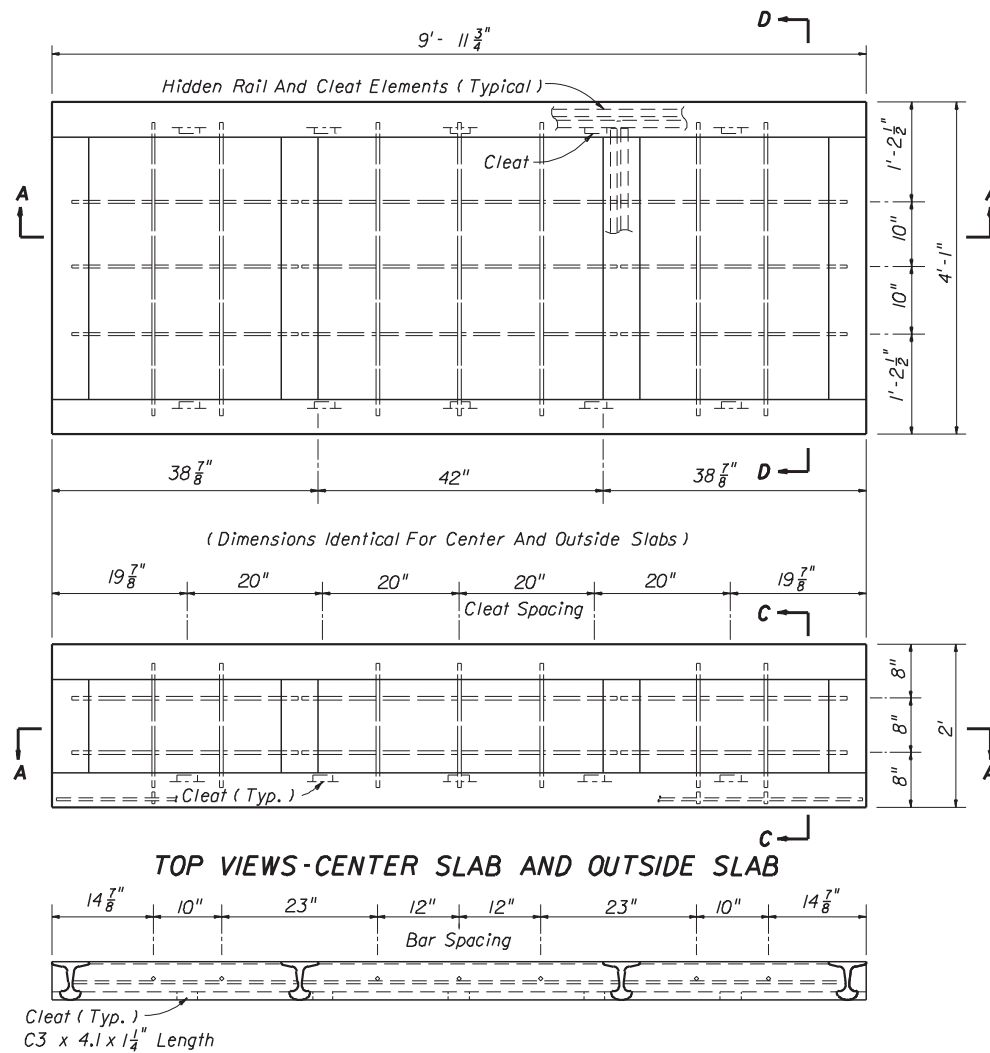 D
9'- 11 3/4"
Hidden Rail And Cleat Elements (Typical)
Cleat
1'-2 1/2"
A
A
10"
4'-1"
10"
1'-2 1/2"
38 7/8"
42"
38 7/8"
D
(Dimensions Identical For Center And Outside Slabs)
19 7/8"
20"
20"
20"
20"
19 7/8"
Cleat Spacing
C
8"
8"
2'
8"
A
A
Cleat (Typ.)
C
TOP VIEWS-CENTER SLAB AND OUTSIDE SLAB
14 7/8"
10"
23"
12"
12"
23"
10"
14 7/8"
Bar Spacing
Cleat (Typ.)
C3 x 4.1 x 1 1/4" Length